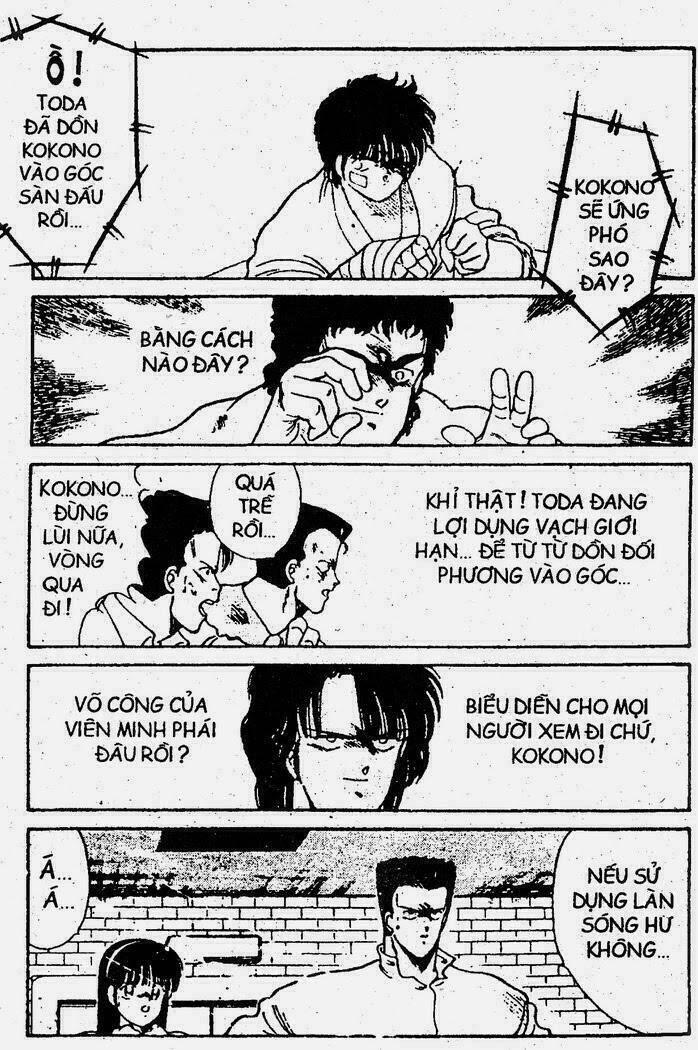 Ồ!
TODA
ĐÃ DỒN
KOKONO
VÀO GÓC
SÀN ĐẤU
RỒI...
KOKONO
SẼ ỨNG
PHÓ
SAO
ĐÂY?
BẰNG CÁCH
NÀO ĐÂY?
KOKONO...
ĐỪNG
LÙI NỮA,
VÒNG
QUA
ĐI!
QUÁ
TRỄ
RỒI...
KHỈ THẬT! TODA ĐANG
LỢI DỤNG VẠCH GIỚI
HẠN... ĐỂ TỪ TỪ DỒN ĐỐI
PHƯƠNG VÀO GÓC...
VÕ CÔNG CỦA
VIÊN MINH PHÁI
ĐÂU RỒI?
BIỂU DIỄN CHO MỌI
NGƯỜI XEM ĐI CHỨ,
KOKONO!
Á...
Á...
NẾU SỬ
DỤNG LÀN
SÓNG HƯ
KHÔNG...